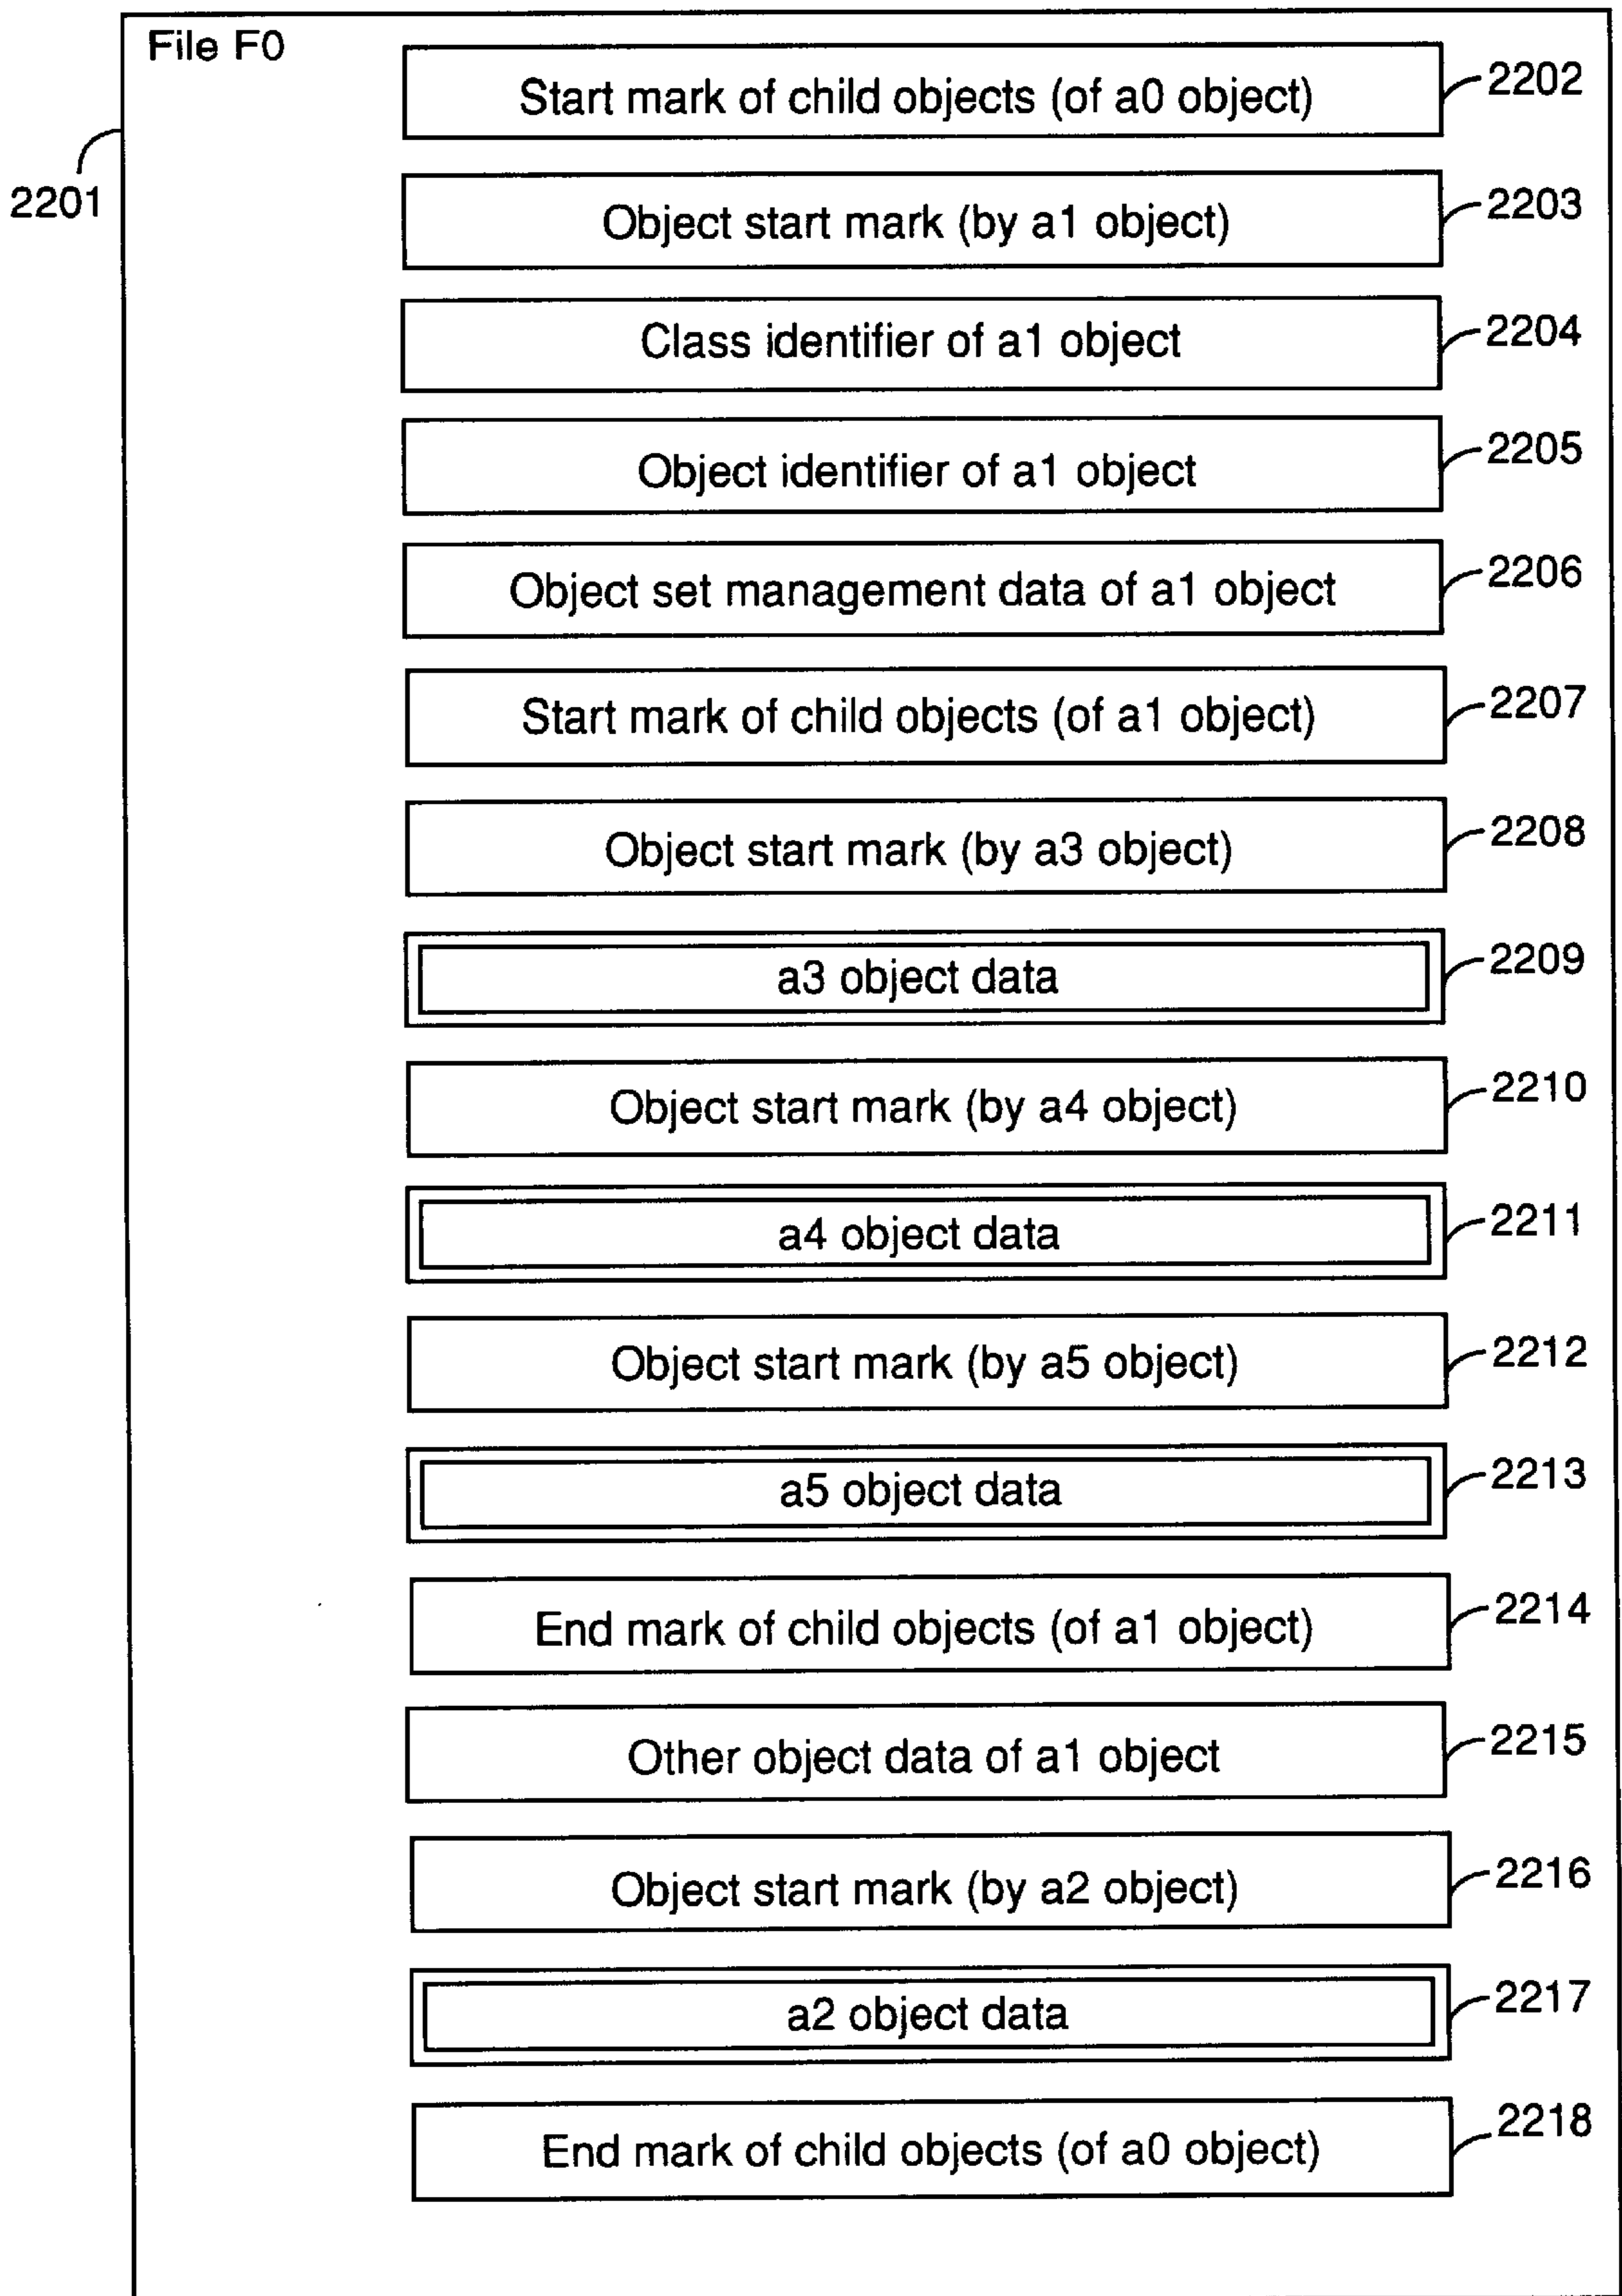 File F0
2201
Start mark of child objects (of a0 object)
2202
Object start mark (by a1 object)
2203
Class identifier of a1 object
2204
Object identifier of a1 object
2205
Object set management data of a1 object
2206
Start mark of child objects (of a1 object)
2207
Object start mark (by a3 object)
2208
a3 object data
2209
Object start mark (by a4 object)
2210
a4 object data
2211
Object start mark (by a5 object)
2212
a5 object data
2213
End mark of child objects (of a1 object)
2214
Other object data of a1 object
2215
Object start mark (by a2 object)
2216
a2 object data
2217
End mark of child objects (of a0 object)
2218